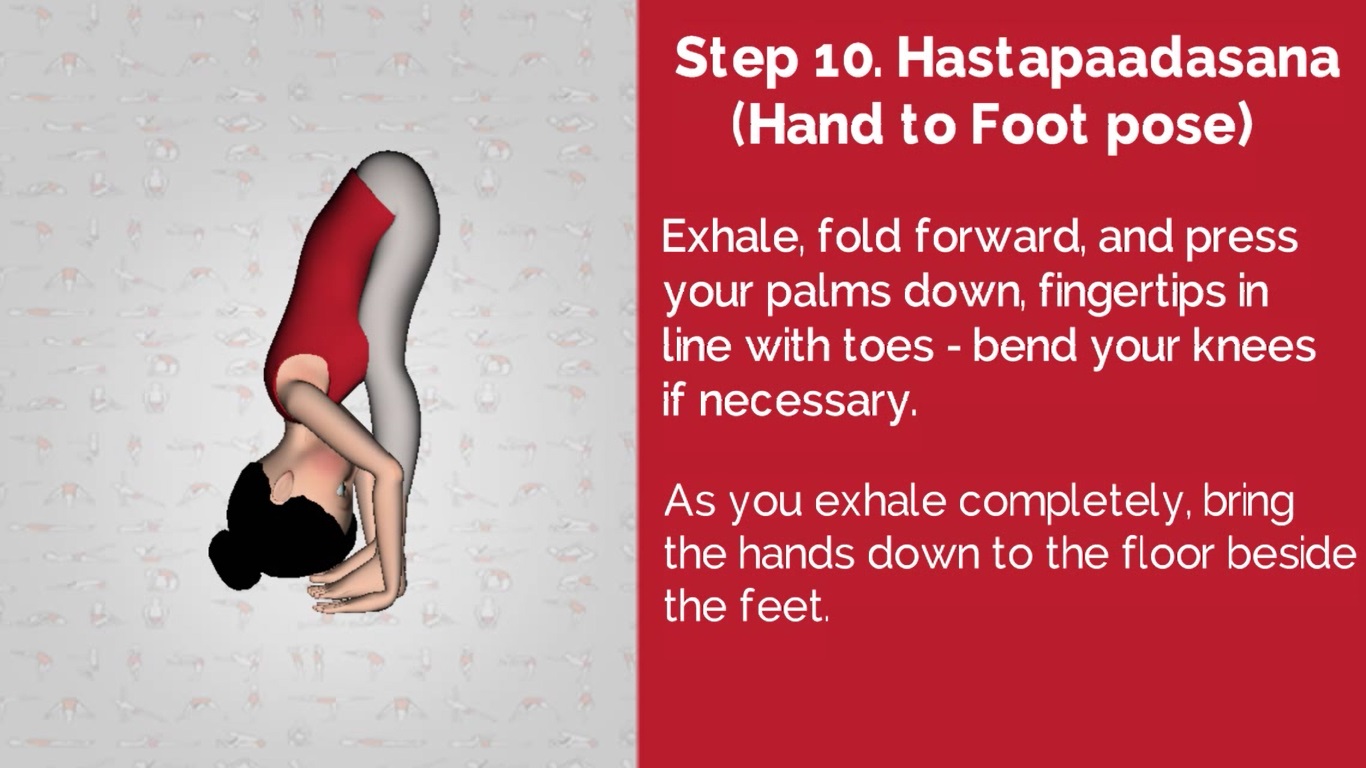 Step 10. Hastapaadasana
(Hand to Foot pose)
Exhale, fold forward, and press
your palms down, fingertips in
line with toes - bend your knees
if necessary.
As you exhale completely, bring
the hands down to the floor beside
the feet.